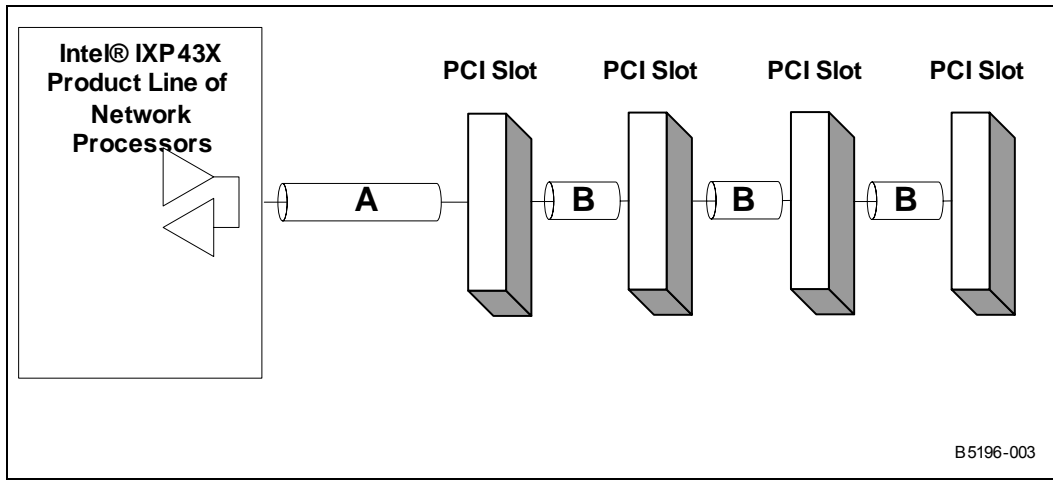 Intel® IXP43X
Product Line of
Network
Processors
PCI Slot
PCI Slot
PCI Slot
PCI Slot
A
B
B
B
B5196-003